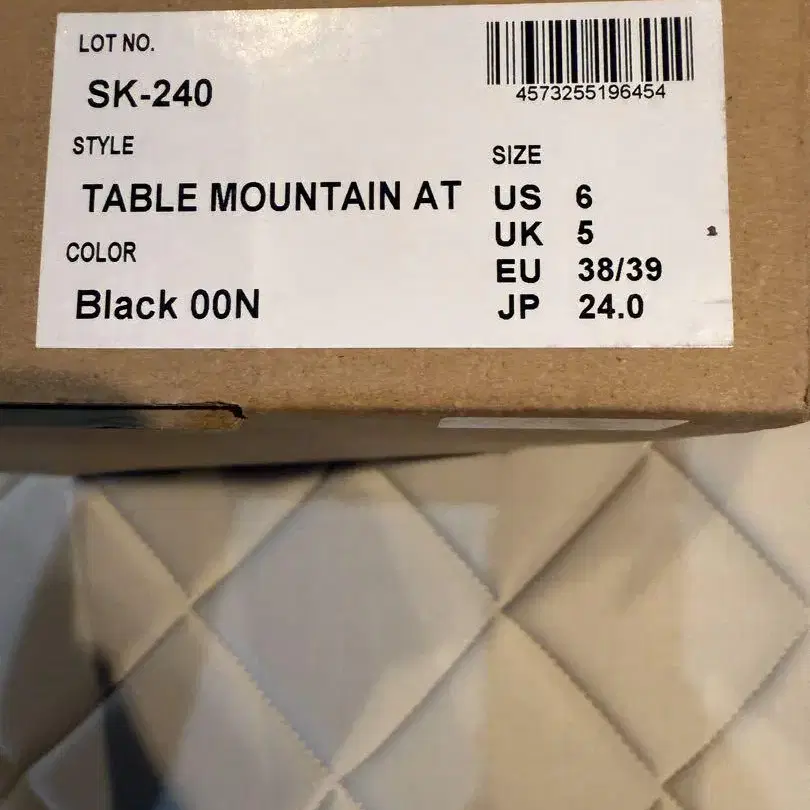 LOT NO.
SK-240
4573255196454
STYLE
TABLE MOUNTAIN AT
COLOR
Black 00N
SIZE
US 6
UK 5
EU 38/39
JP 24.0